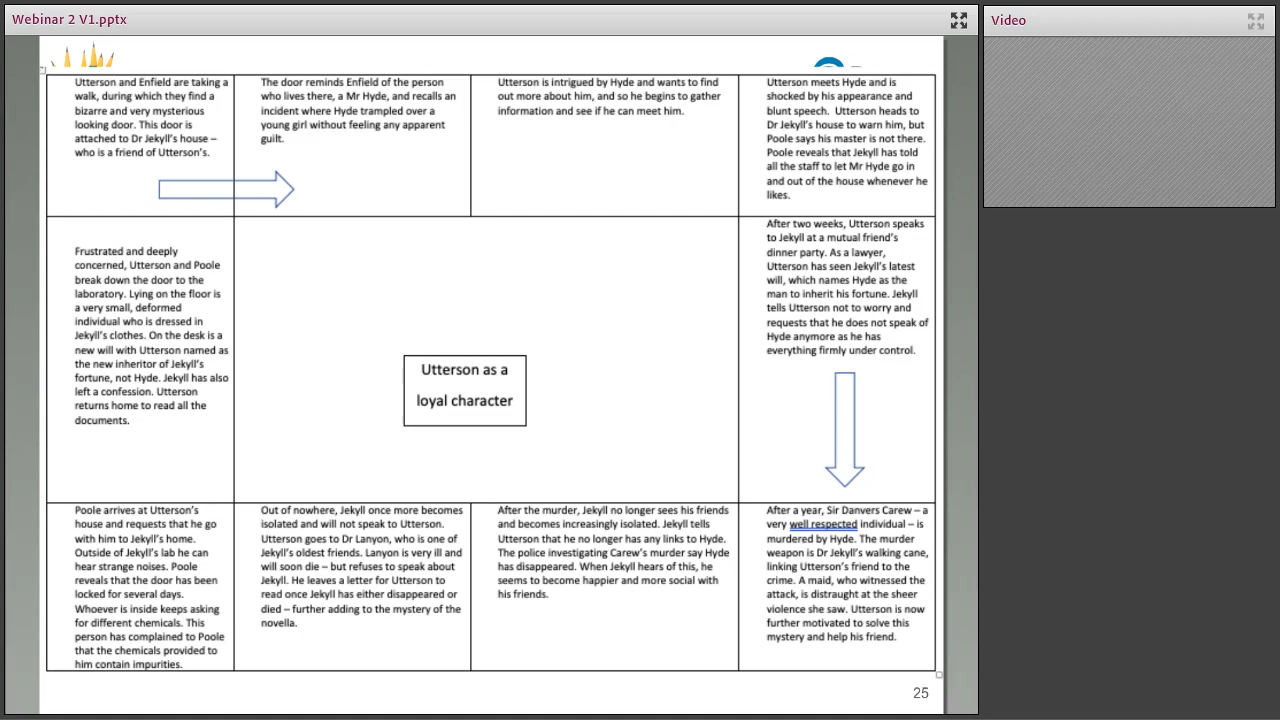 Webinar 2 V1.pptx
Video
Utterson and Enfield are taking a
walk, during which they find a
bizarre and very mysterious
looking door. This door is
attached to Dr Jekyll's house –
who is a friend of Utterson's.
The door reminds Enfield of the person
who lives there, a Mr Hyde, and recalls an
incident where Hyde trampled over a
young girl without feeling any apparent
guilt.
Utterson is intrigued by Hyde and wants to find
out more about him, and so he begins to gather
information and see if he can meet him.
Utterson meets Hyde and is
shocked by his appearance and
blunt speech.  Utterson heads to
Dr Jekyll's house to warn him, but
Poole says his master is not there.
Poole reveals that Jekyll has told
all the staff to let Mr Hyde go in
and out of the house whenever he
likes.
After two weeks, Utterson speaks
to Jekyll at a mutual friend's
dinner party. As a lawyer,
Utterson has seen Jekyll's latest
will, which names Hyde as the
man to inherit his fortune. Jekyll
tells Utterson not to worry and
requests that he does not speak of
Hyde anymore as he has
everything firmly under control.
Frustrated and deeply
concerned, Utterson and Poole
break down the door to the
laboratory. Lying on the floor is
a very small, deformed
individual who is dressed in
Jekyll's clothes. On the desk is a
new will with Utterson named as
the new inheritor of Jekyll's
fortune, not Hyde. Jekyll has also
left a confession. Utterson
returns home to read all the
documents.
Utterson as a
loyal character
Poole arrives at Utterson's
house and requests that he go
with him to Jekyll's home.
Outside of Jekyll's lab he can
hear strange noises. Poole
reveals that the door has been
locked for several days.
Whoever is inside keeps asking
for different chemicals. This
person has complained to Poole
that the chemicals provided to
him contain impurities.
Out of nowhere, Jekyll once more becomes
isolated and will not speak to Utterson.
Utterson goes to Dr Lanyon, who is one of
Jekyll's oldest friends. Lanyon is very ill and
will soon die – but refuses to speak about
Jekyll. He leaves a letter for Utterson to
read once Jekyll has either disappeared or
died – further adding to the mystery of the
novella.
After the murder, Jekyll no longer sees his friends
and becomes increasingly isolated. Jekyll tells
Utterson that he no longer has any links to Hyde.
The police investigating Carew's murder say Hyde
has disappeared. When Jekyll hears of this, he
seems to become happier and more social with
his friends.
After a year, Sir Danvers Carew – a
very well respected individual – is
murdered by Hyde. The murder
weapon is Dr Jekyll's walking cane,
linking Utterson's friend to the
crime. A maid, who witnessed the
attack, is distraught at the sheer
violence she saw. Utterson is now
further motivated to solve this
mystery and help his friend.
25